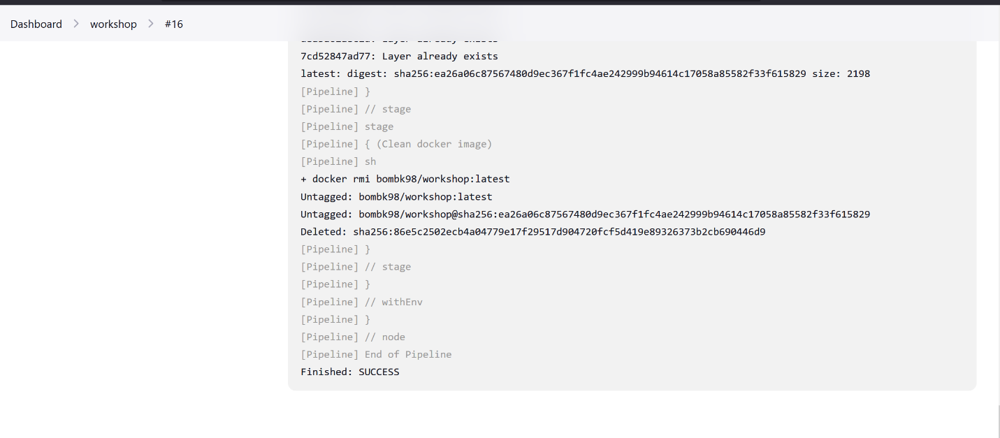 Dashboard > workshop > #16
7cd52847ad77: Layer already exists
latest: digest: sha256:ea26a06c87567480d9ec367f1fc4ae242999b94614c17058a85582f33f615829 size: 2198
[Pipeline] }
[Pipeline] // stage
[Pipeline] stage
[Pipeline] { (Clean docker image)
[Pipeline] sh
+ docker rmi bombk98/workshop:latest
Untagged: bombk98/workshop:latest
Untagged: bombk98/workshop@sha256:ea26a06c87567480d9ec367f1fc4ae242999b94614c17058a85582f33f615829
Deleted: sha256:86e5c2502ecb4a04779e17f29517d904720fcf5d419e89326373b2cb690446d9
[Pipeline] }
[Pipeline] // stage
[Pipeline] }
[Pipeline] // withEnv
[Pipeline] }
[Pipeline] // node
[Pipeline] End of Pipeline
Finished: SUCCESS